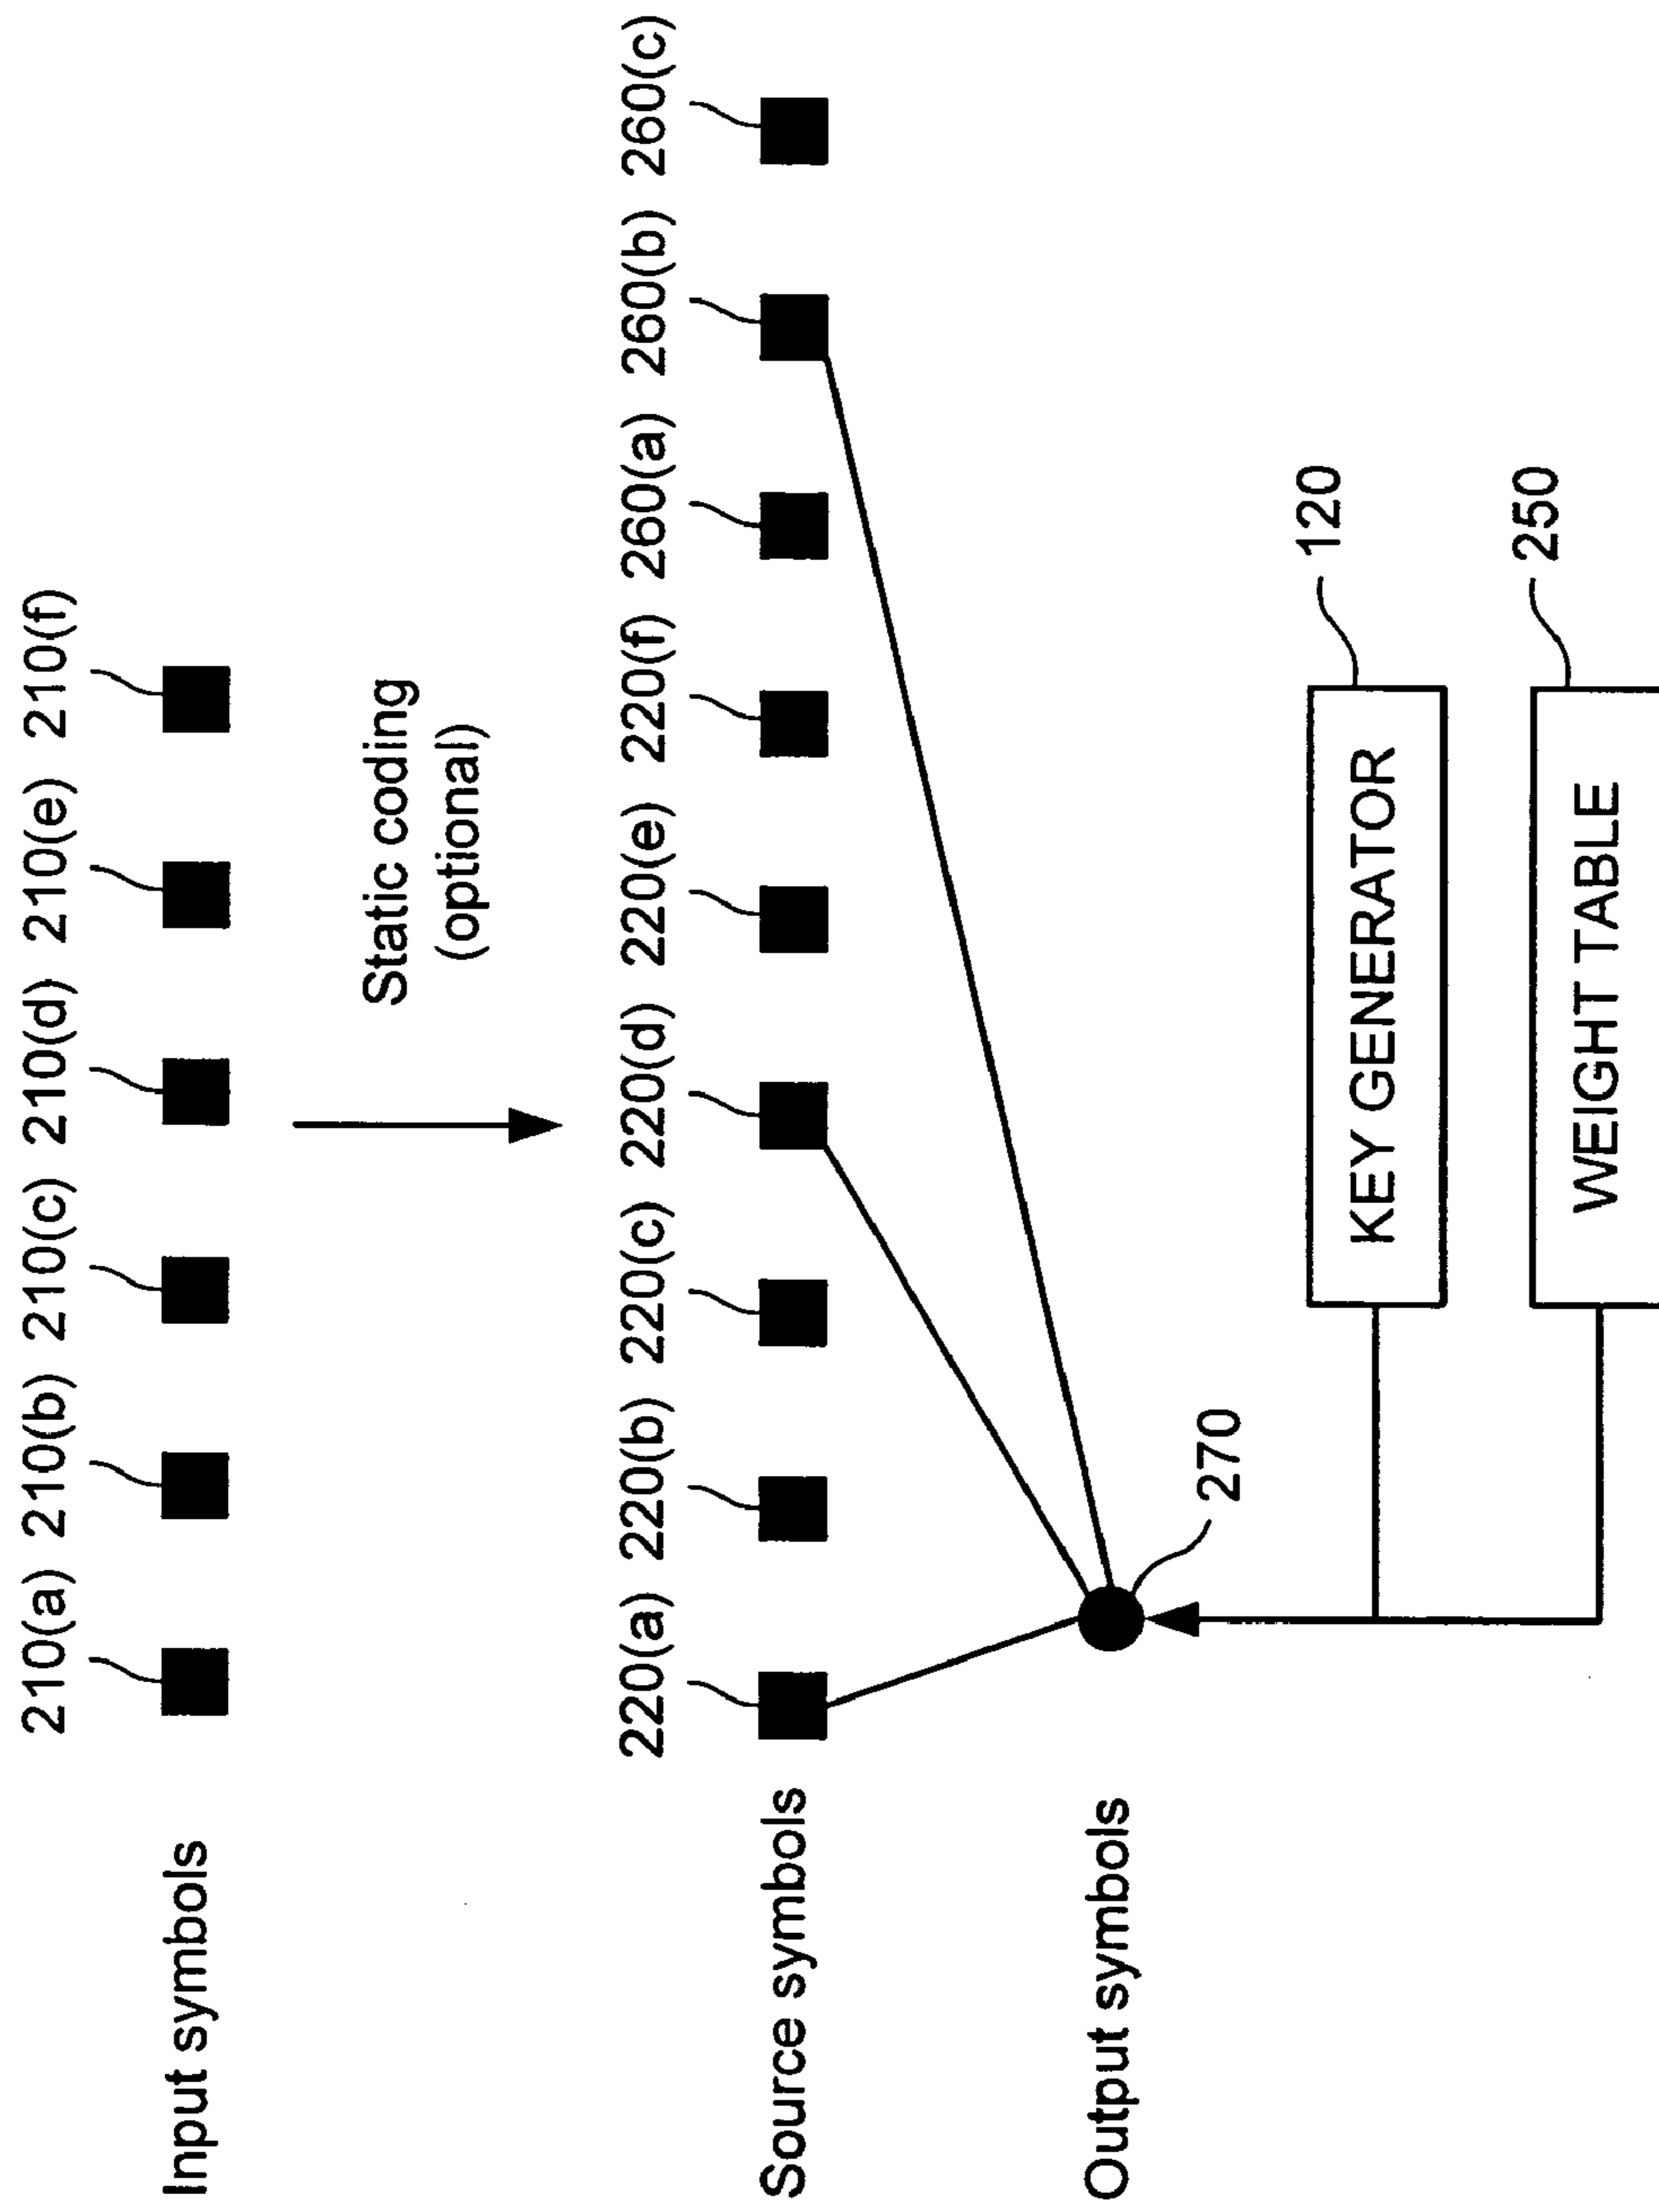 210(a) 210(b) 210(c) 210(d) 210(e) 210(f)
Input symbols
Static coding
(optional)
220(a) 220(b) 220(c) 220(d) 220(e) 220(f) 260(a) 260(b) 260(c)
Source symbols
Output symbols
270
120
KEY GENERATOR
250
WEIGHT TABLE